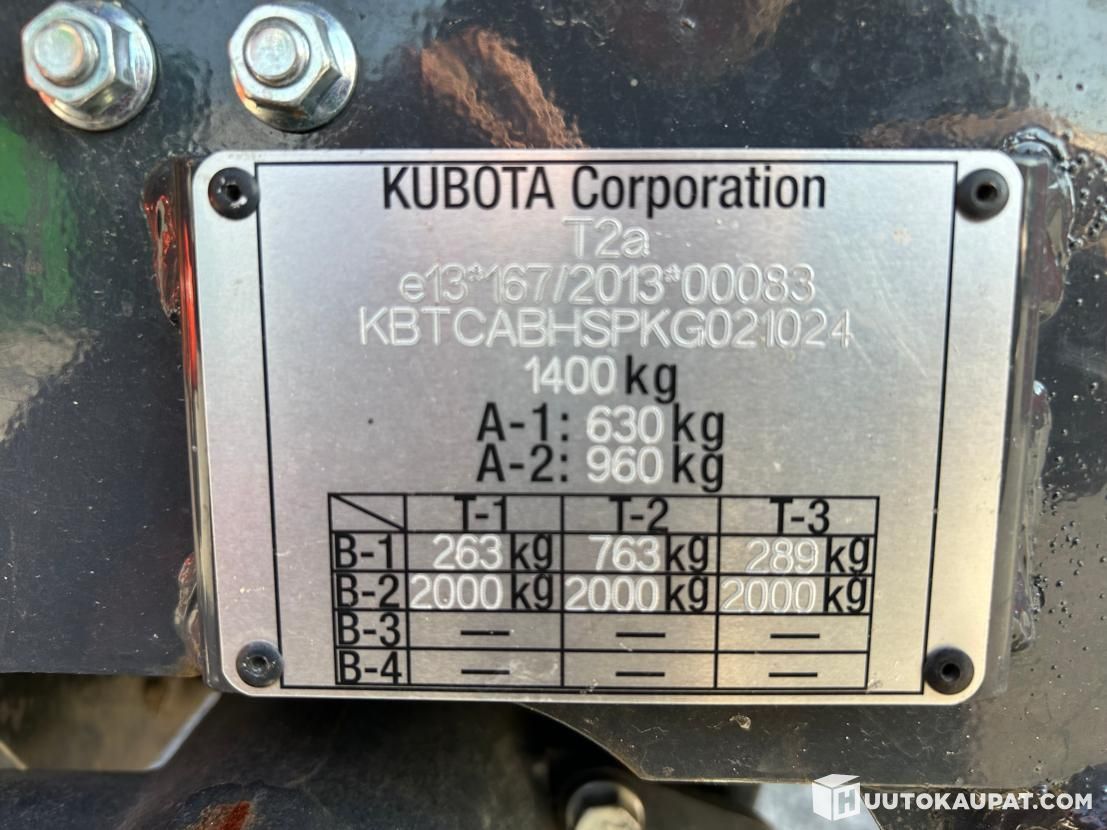 KUBOTA Corporation
T2a
e13*167/2013*00083
KBTCABHSPKG021024
1400 kg
A-1: 630 kg
A-2: 960 kg
T-1 T-2 T-3
B-1 263 kg 763 kg 289 kg
B-2 2000 kg 2000 kg 2000 kg
B-3 — — —
B-4 — — —
HUUTOKAUPAT.COM